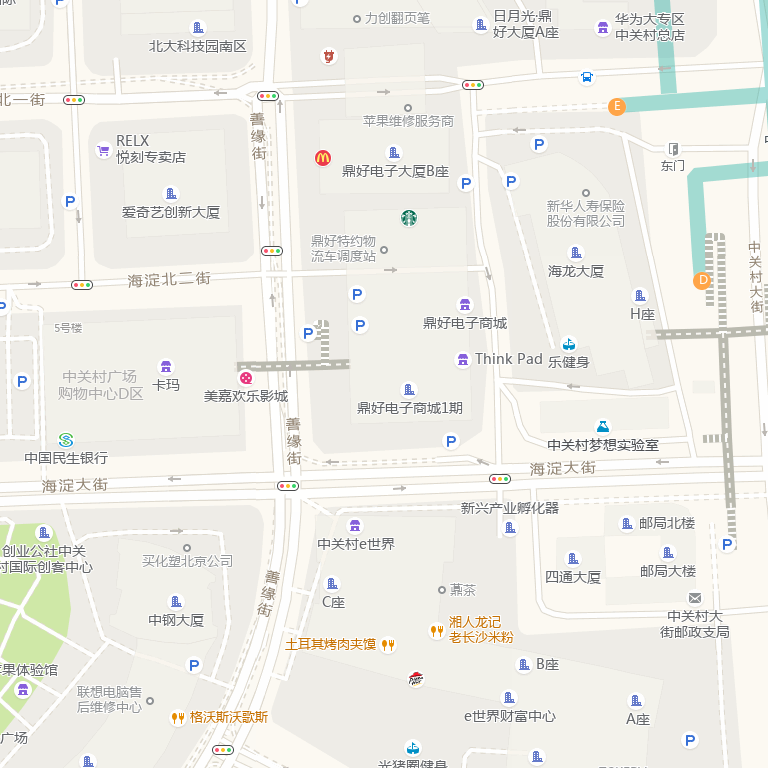 北大科技园南区
力创翻页笔
日月光·鼎
好大厦A座
华为大专区
中关村总店
北一街
善缘街
苹果维修服务商
E
RELX
悦刻专卖店
鼎好电子大厦B座
东门
爱奇艺创新大厦
新华人寿保险
股份有限公司
鼎好特约物
流车调度站
海淀北二街
海龙大厦
中关村大街
D
H座
鼎好电子商城
5号楼
Think Pad
乐健身
中关村广场
购物中心D区
卡玛
美嘉欢乐影城
鼎好电子商城1期
善缘街
中国民生银行
中关村梦想实验室
海淀大街
海淀大街
新兴产业孵化器
创业公社中关
村国际创客中心
买化塑北京公司
中关村e世界
邮局北楼
四通大厦
邮局大楼
善缘街
C座
薡茶
中钢大厦
湘人龙记
老长沙米粉
中关村大
街邮政支局
土耳其烤肉夹馍
苹果体验馆
B座
联想电脑售
后维修中心
格沃斯沃歌斯
e世界财富中心
A座
广场
光猪圈健身